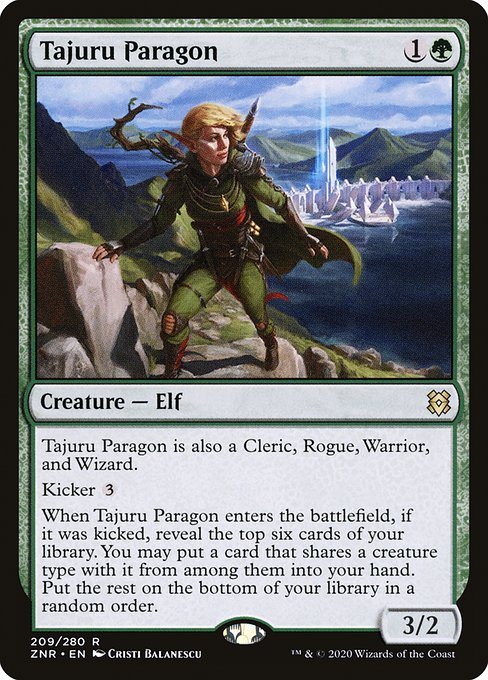 Tajuru Paragon 1
Creature — Elf
Tajuru Paragon is also a Cleric, Rogue, Warrior,
and Wizard.
Kicker 3
When Tajuru Paragon enters the battlefield, if
it was kicked, reveal the top six cards of your
library. You may put a card that shares a creature
type with it from among them into your hand.
Put the rest on the bottom of your library in a
random order.
3/2
209/280 R
ZNR • EN Cristi Balanescu
™ & © 2020 Wizards of the Coast